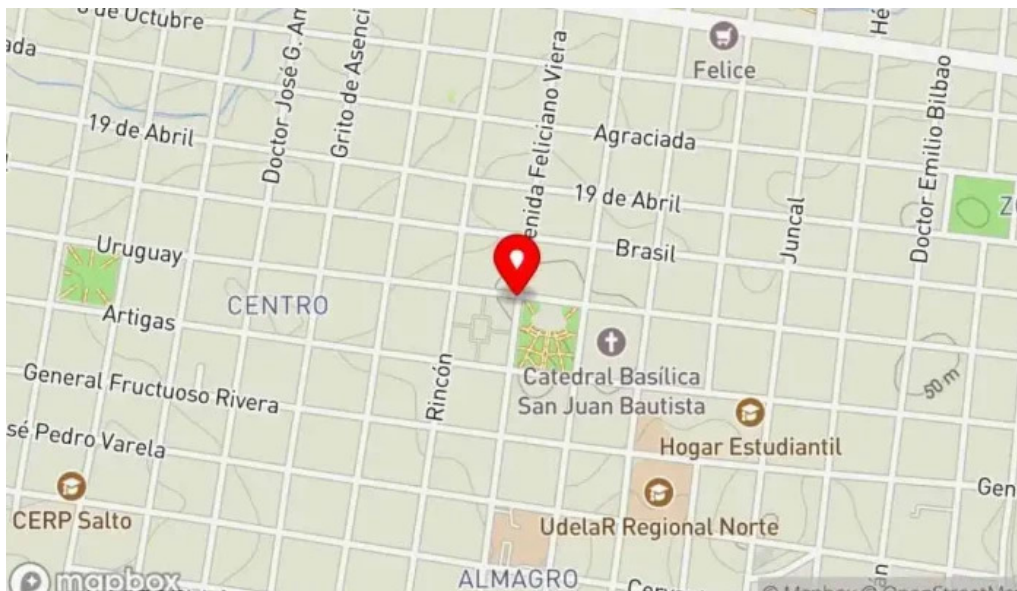 de Octubre
Felice
Doctor José G. Am
Grito de Asenci
enida Feliciano Viera
Doctor Emilio Bilbao
19 de Abril
Agraciada
19 de Abril
Juncal
Uruguay
Brasil
CENTRO
Artigas
Rincón
Catedral Basílica
San Juan Bautista
50 m
General Fructuoso Rivera
Hogar Estudiantil
sé Pedro Varela
CERP Salto
UdelaR Regional Norte
Gen
ALMAGRO
mapbox